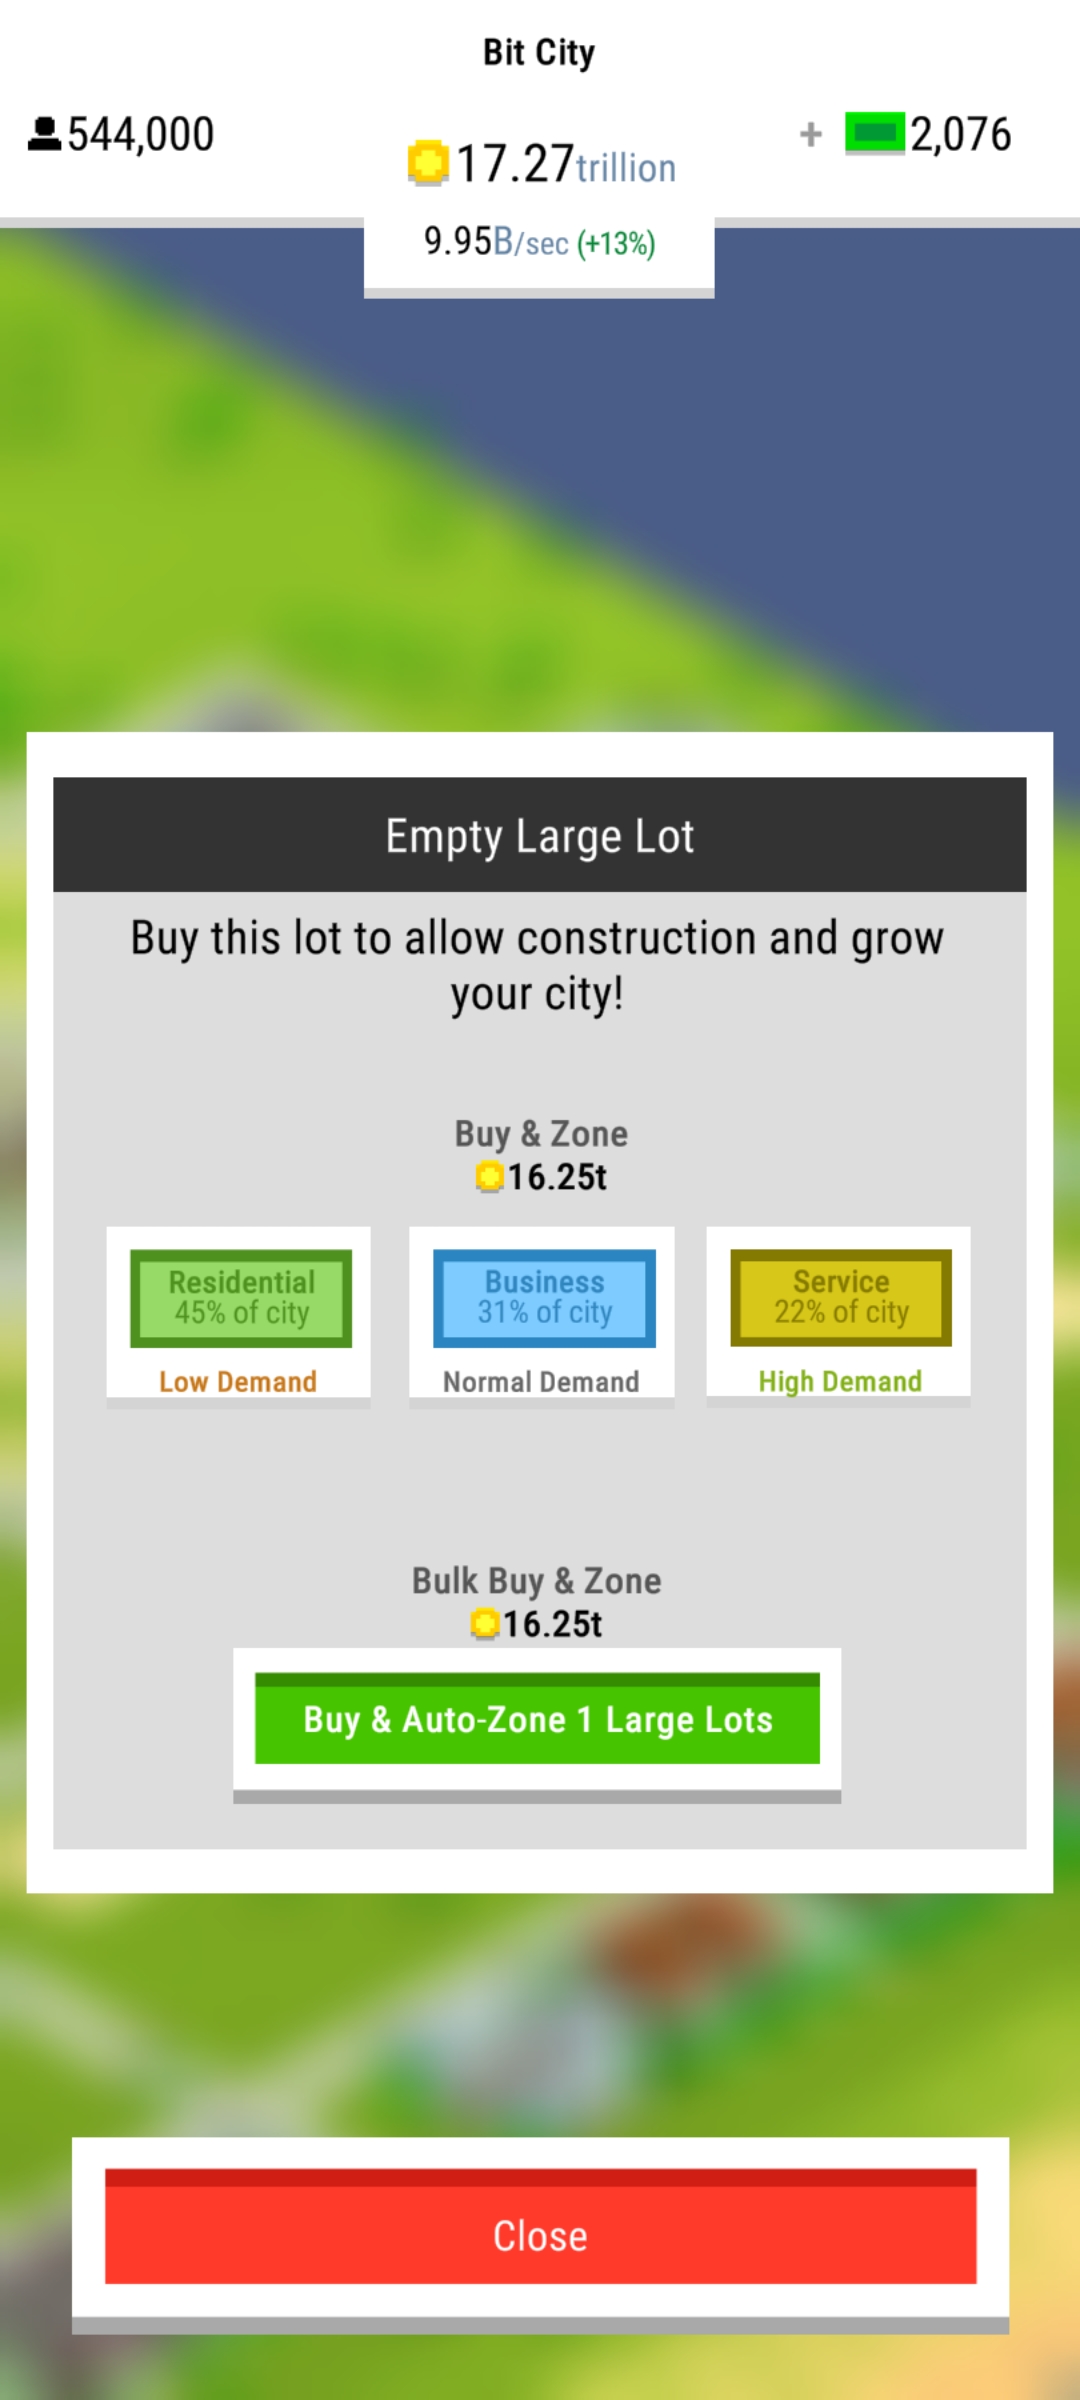 Bit City
544,000
17.27trillion
+ 2,076
9.95B/sec (+13%)
Empty Large Lot
Buy this lot to allow construction and grow
your city!
Buy & Zone
16.25t
Residential
45% of city
Low Demand
Business
31% of city
Normal Demand
Service
22% of city
High Demand
Bulk Buy & Zone
16.25t
Buy & Auto-Zone 1 Large Lots
Close